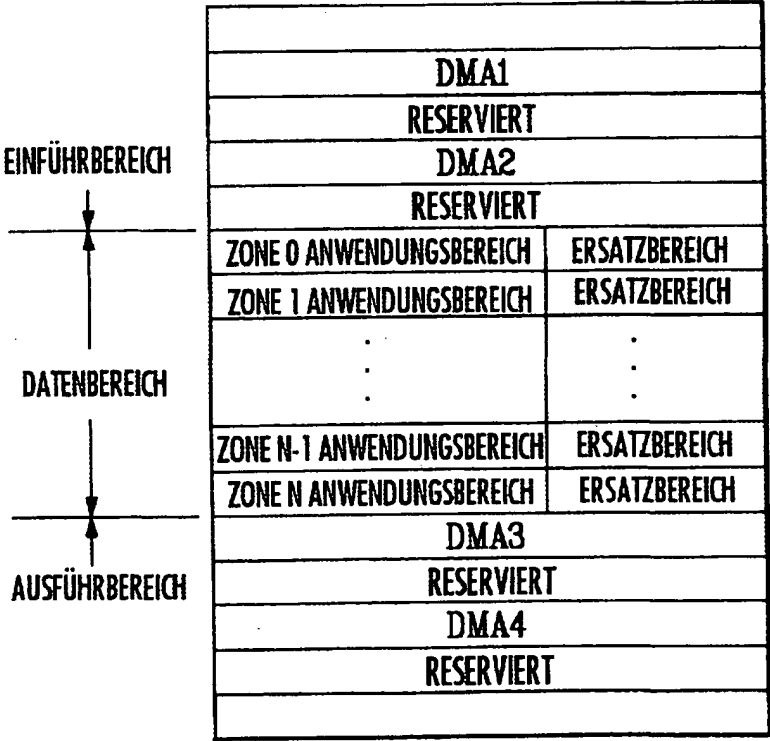 DMA1
RESERVIERT
EINFÜHRBEREICH
DMA2
RESERVIERT
ZONE 0 ANWENDUNGSBEREICH ERSATZBEREICH
ZONE 1 ANWENDUNGSBEREICH ERSATZBEREICH
DATENBEREICH
ZONE N-1 ANWENDUNGSBEREICH ERSATZBEREICH
ZONE N ANWENDUNGSBEREICH ERSATZBEREICH
DMA3
AUSFÜHRBEREICH
RESERVIERT
DMA4
RESERVIERT